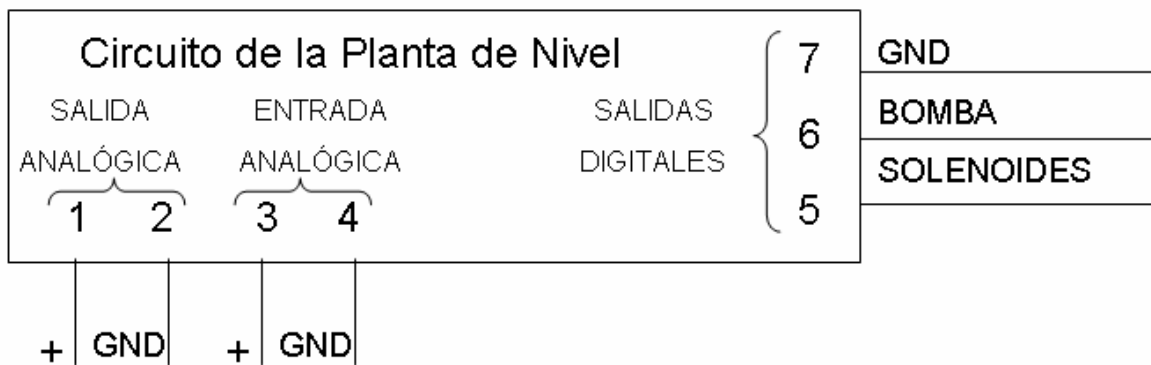 Circuito de la Planta de Nivel
SALIDA ANALÓGICA
1 2
ENTRADA ANALÓGICA
3 4
SALIDAS DIGITALES
7 GND
6 BOMBA
5 SOLENOIDES
+ GND
+ GND